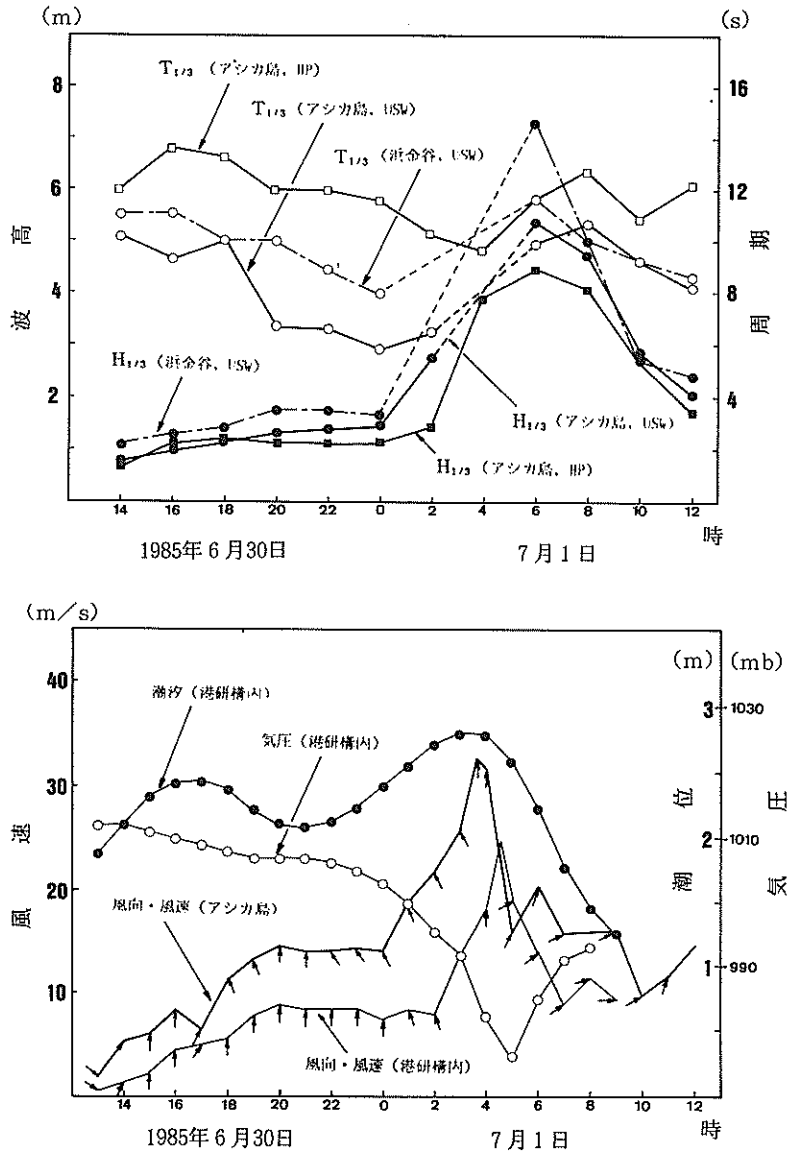 (m)
(s)
T1/3 (アシカ島, HP)
T1/3 (アシカ島, USW)
T1/3 (浜金谷, USW)
8
6
4
2
波高
16
12
8
4
周期
H1/3 (浜金谷, USW)
H1/3 (アシカ島, USW)
H1/3 (アシカ島, HP)
14 16 18 20 22 0 2 4 6 8 10 12
時
1985年6月30日
7月1日
(m/s)
(m) (mb)
40
30
20
10
風速
潮汐 (港研構内)
気圧 (港研構内)
3 1030
2 1010
1 990
潮位
気圧
風向・風速 (アシカ島)
風向・風速 (港研構内)
14 16 18 20 22 0 2 4 6 8 10 12
時
1985年6月30日
7月1日